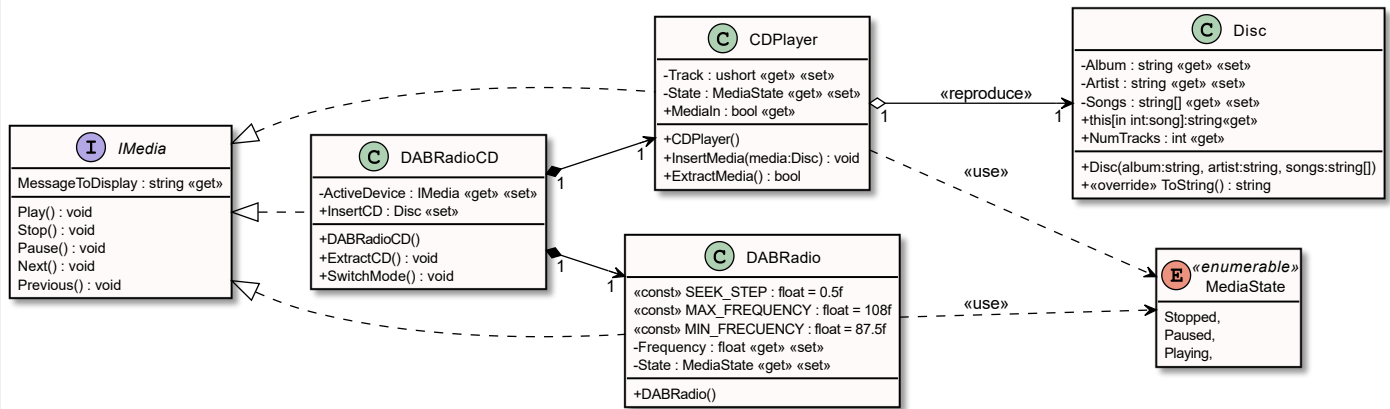 I IMedia
MessageToDisplay : string «get»
Play() : void
Stop() : void
Pause() : void
Next() : void
Previous() : void
C DABRadioCD
-ActiveDevice : IMedia «get» «set»
+InsertCD : Disc «set»
+DABRadioCD()
+ExtractCD() : void
+SwitchMode() : void
1
1
1
1
C CDPlayer
-Track : ushort «get» «set»
-State : MediaState «get» «set»
+MediaIn : bool «get»
+CDPlayer()
+InsertMedia(media:Disc) : void
+ExtractMedia() : bool
C DABRadio
«const» SEEK_STEP : float = 0.5f
«const» MAX_FREQUENCY : float = 108f
«const» MIN_FRECUENCY : float = 87.5f
-Frequency : float «get» «set»
-State : MediaState «get» «set»
+DABRadio()
«reproduce»
1
1
«use»
«use»
C Disc
-Album : string «get» «set»
-Artist : string «get» «set»
-Songs : string[] «get» «set»
+this[in int:song]:string«get»
+NumTracks : int «get»
+Disc(album:string, artist:string, songs:string[])
+«override» ToString() : string
E «enumerable»
MediaState
Stopped,
Paused,
Playing,